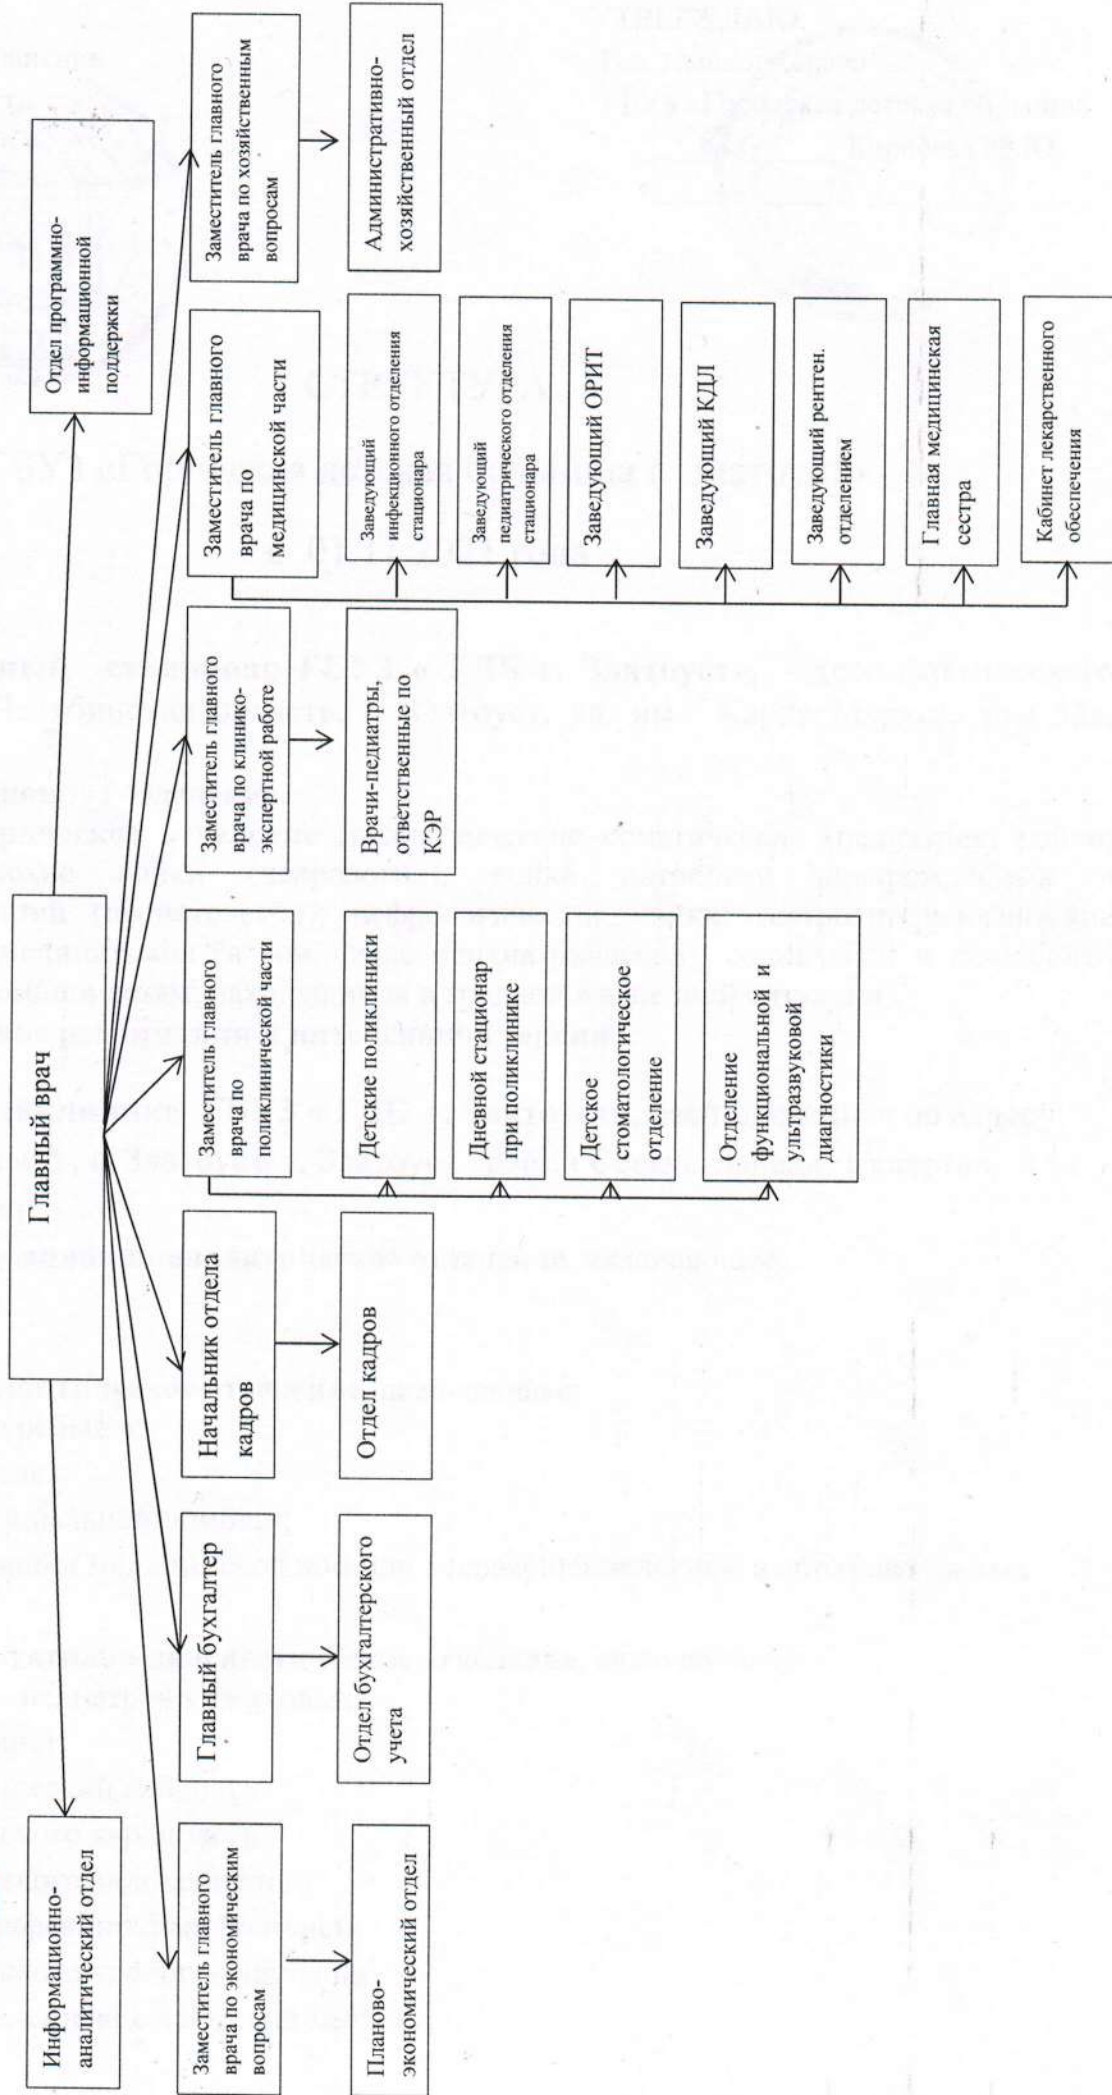 Главный врач
Информационно-
аналитический отдел
Отдел программно-
информационной
поддержки
Заместитель главного
врача по экономическим
вопросам
Главный бухгалтер
Начальник отдела
кадров
Заместитель главного
врача по
поликлинической части
Заместитель главного
врача по клинико-
экспертной работе
Заместитель главного
врача по
медицинской части
Заместитель главного
врача по хозяйственным
вопросам
Планово-
экономический отдел
Отдел бухгалтерского
учета
Отдел кадров
Детские поликлиники
Дневной стационар
при поликлинике
Детское
стоматологическое
отделение
Отделение
функциональной и
ультразвуковой
диагностики
Врачи-педиатры,
ответственные по
КЭР
Заведующий
инфекционного отделения
стационара
Заведующий
педиатрического отделения
стационара
Заведующий ОРИТ
Заведующий КДЛ
Заведующий рентген.
отделением
Главная медицинская
сестра
Кабинет лекарственного
обеспечения
Административно-
хозяйственный отдел